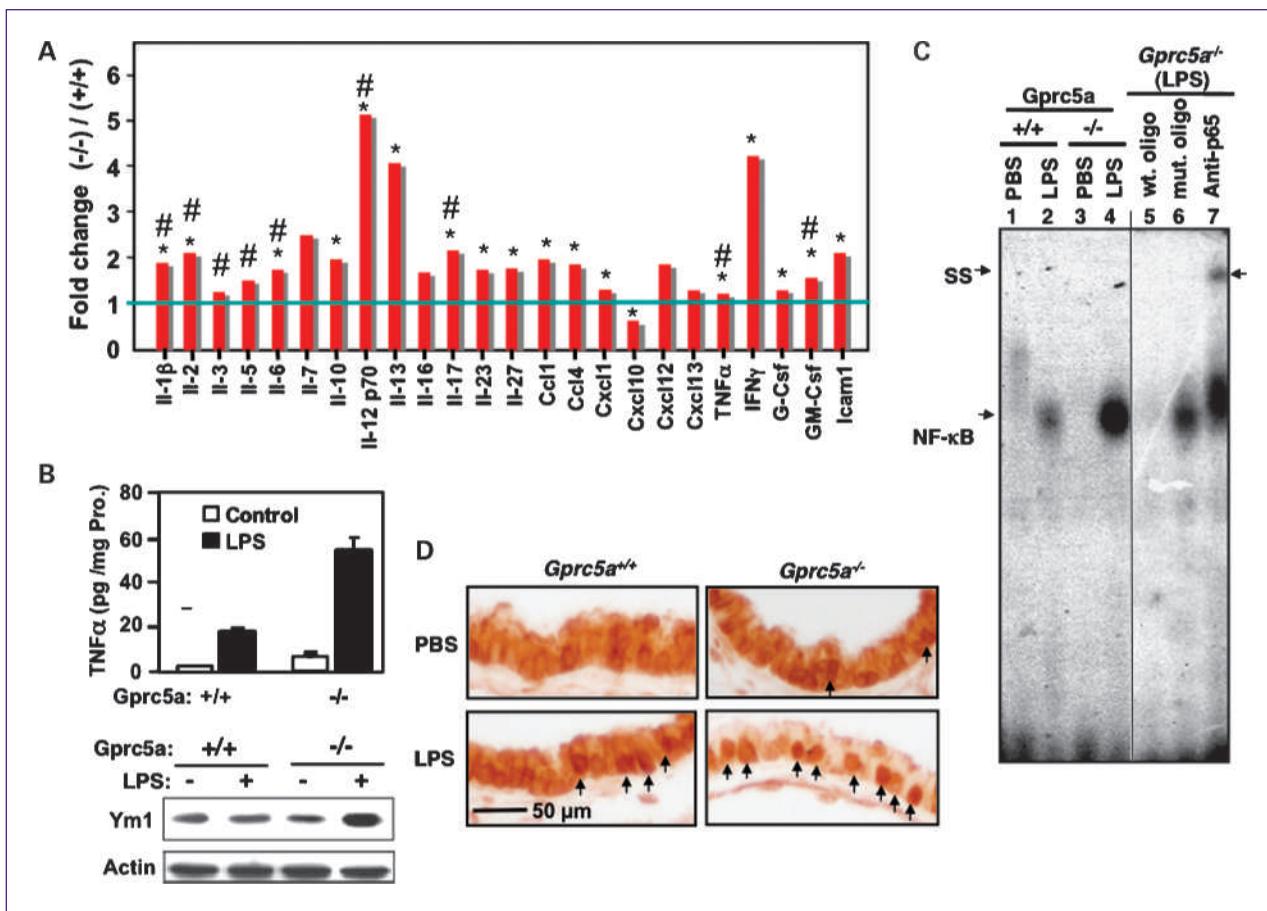 A
Fold change (-/-) / (+/+)
6
5
4
3
2
1
0
# # # # # # # # # #
* * * * * * * * * * * * * * * * * *
Il-1β
Il-2
Il-3
Il-5
Il-6
Il-7
Il-10
Il-12 p70
Il-13
Il-16
Il-17
Il-23
Il-27
Ccl1
Ccl4
Cxcl1
Cxcl10
Cxcl12
Cxcl13
TNFα
IFNγ
G-Csf
GM-Csf
Icam1
B
TNFα (pg /mg Pro.)
80
60
40
20
0
Control
LPS
Gprc5a: +/+ -/-
Gprc5a: +/+ -/-
LPS: - + - +
Ym1
Actin
C
Gprc5a-/-
(LPS)
Gprc5a
+/+ -/-
PBS
LPS
PBS
LPS
wt. oligo
mut. oligo
Anti-p65
1 2 3 4 5 6 7
SS
NF-κB
D
Gprc5a+/+ Gprc5a-/-
PBS
LPS
50 µm